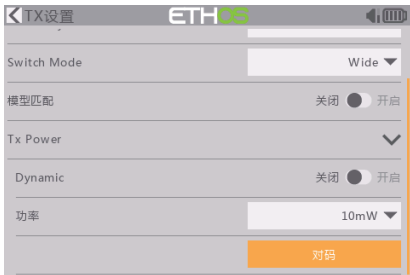 TX设置 ETHOS
Switch Mode Wide
模型匹配 关闭 开启
Tx Power
Dynamic 关闭 开启
功率 10mW
对码